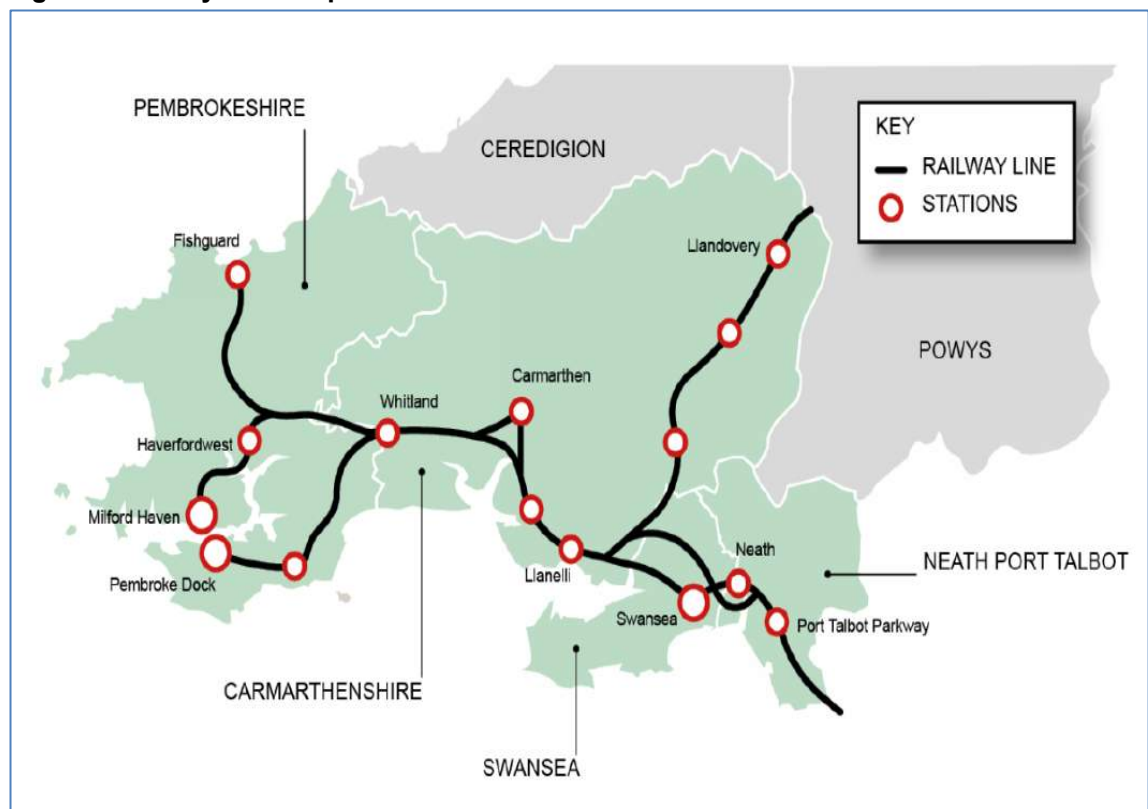 PEMBROKESHIRE
CEREDIGION
KEY
RAILWAY LINE
STATIONS
Fishguard
Llandovery
POWYS
Carmarthen
Whitland
Haverfordwest
Milford Haven
Pembroke Dock
Llanelli
Neath
NEATH PORT TALBOT
Swansea
Port Talbot Parkway
CARMARTHENSHIRE
SWANSEA